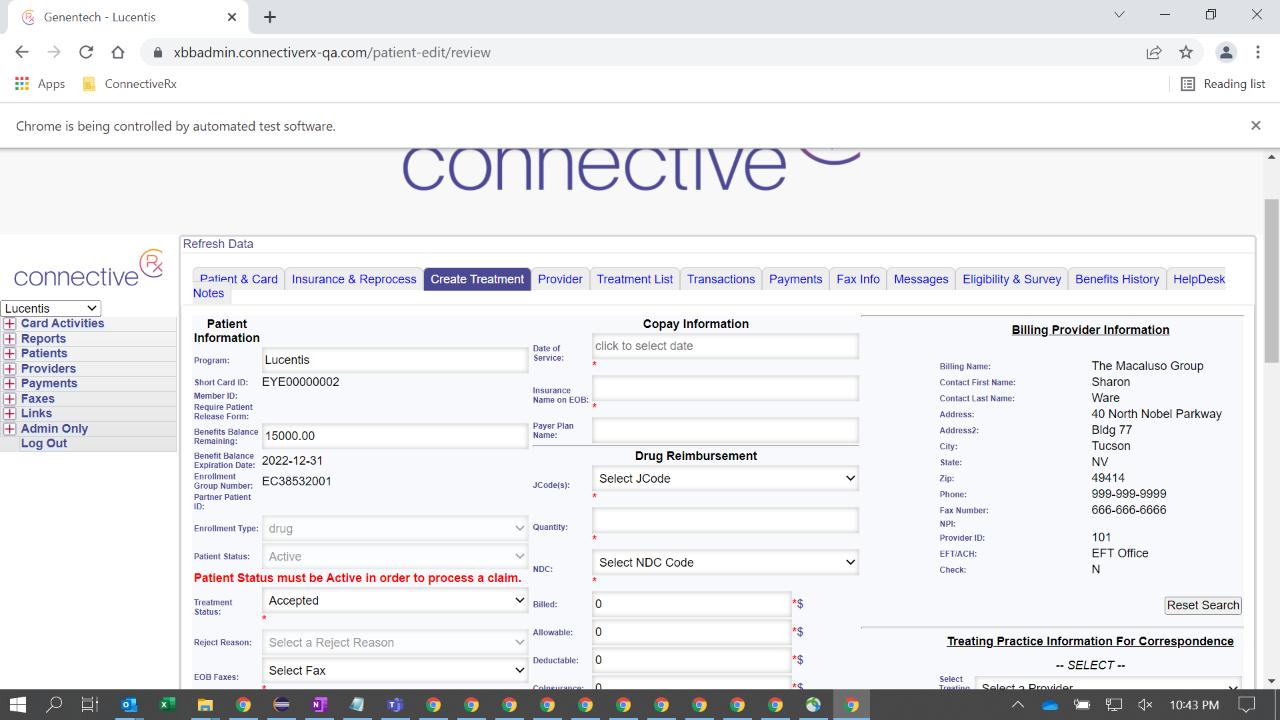 Genentech - Lucentis
xbbadmin.connectiverx-qa.com/patient-edit/review
Apps
ConnectiveRx
Reading list
Chrome is being controlled by automated test software.
connective
connective Rx
Lucentis
Card Activities
Reports
Patients
Providers
Payments
Faxes
Links
Admin Only
Log Out
Refresh Data
Patient & Card Insurance & Reprocess Create Treatment Provider Treatment List Transactions Payments Fax Info Messages Eligibility & Survey Benefits History HelpDesk
Notes
Patient
Information
Program: Lucentis
Short Card ID: EYE00000002
Member ID:
Require Patient
Release Form:
Benefits Balance
Remaining: 15000.00
Benefit Balance
Expiration Date: 2022-12-31
Enrollment
Group Number: EC38532001
Partner Patient
ID:
Enrollment Type: drug
Patient Status: Active
Patient Status must be Active in order to process a claim.
Treatment
Status: Accepted
*
Reject Reason: Select a Reject Reason
EOB Faxes: Select Fax
*
Copay Information
Date of
Service: click to select date
*
Insurance
Name on EOB:
*
Payer Plan
Name:
Drug Reimbursement
JCode(s): Select JCode
*
Quantity:
*
NDC: Select NDC Code
*
Billed: 0 *$
Allowable: 0 *$
Deductable: 0 *$
Coinsurance: 0 *$
Billing Provider Information
Billing Name: The Macaluso Group
Contact First Name: Sharon
Contact Last Name: Ware
Address: 40 North Nobel Parkway
Address2: Bldg 77
City: Tucson
State: NV
Zip: 49414
Phone: 999-999-9999
Fax Number: 666-666-6666
NPI:
Provider ID: 101
EFT/ACH: EFT Office
Check: N
Reset Search
Treating Practice Information For Correspondence
-- SELECT --
Select
Treating Select a Provider
10:43 PM